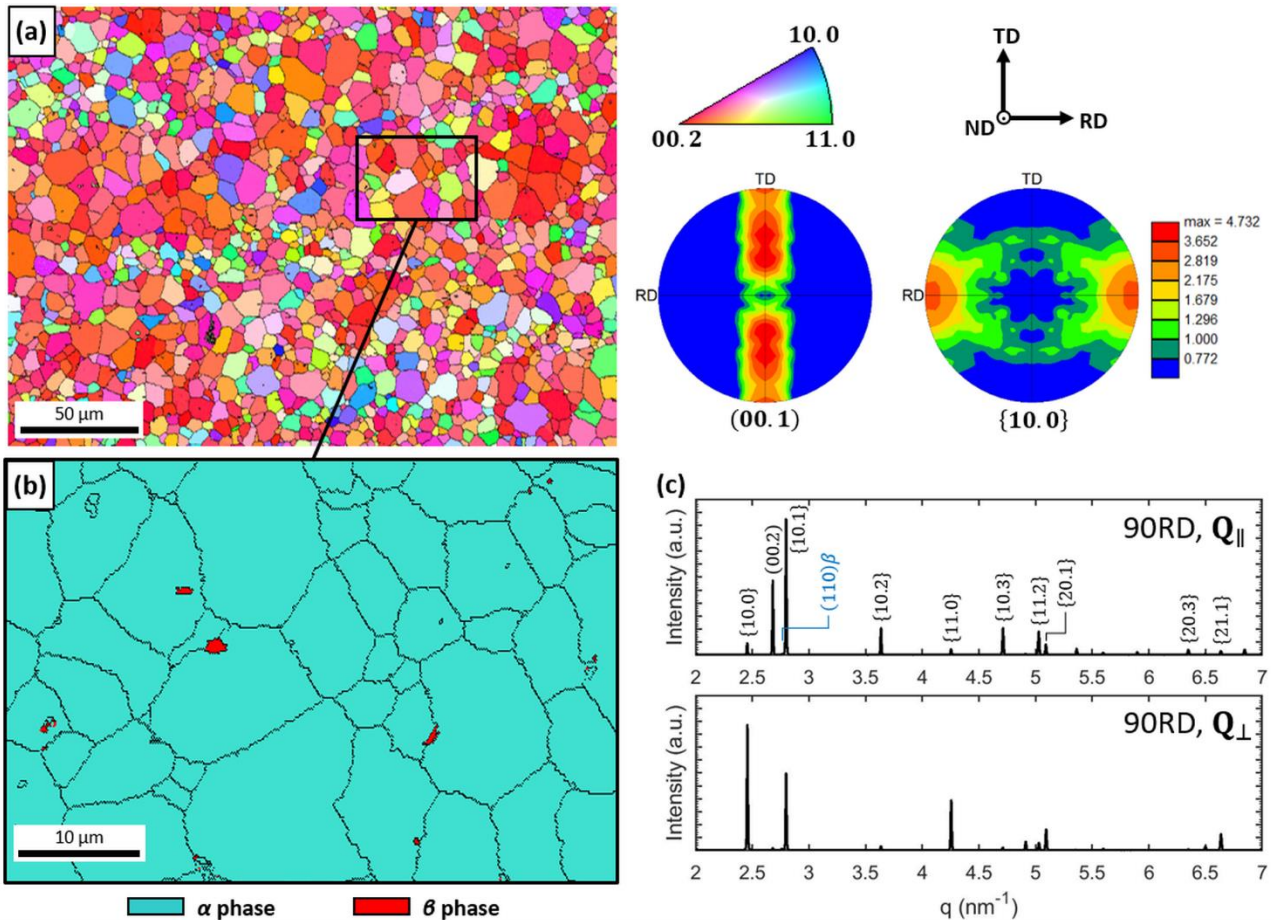 (a)
50 μm
10.0
00.2
11.0
TD
ND
RD
TD
RD
(00.1)
TD
RD
{10.0}
max = 4.732
3.652
2.819
2.175
1.679
1.296
1.000
0.772
(b)
10 μm
α phase
β phase
(c)
Intensity (a.u.)
{10.0}
(00.2)
{10.1}
(110)β
{10.2}
{11.0}
{10.3}
{11.2}
{20.1}
{20.3}
{21.1}
90RD, Q∥
2 2.5 3 3.5 4 4.5 5 5.5 6 6.5 7
Intensity (a.u.)
90RD, Q⊥
2 2.5 3 3.5 4 4.5 5 5.5 6 6.5 7
q (nm⁻¹)